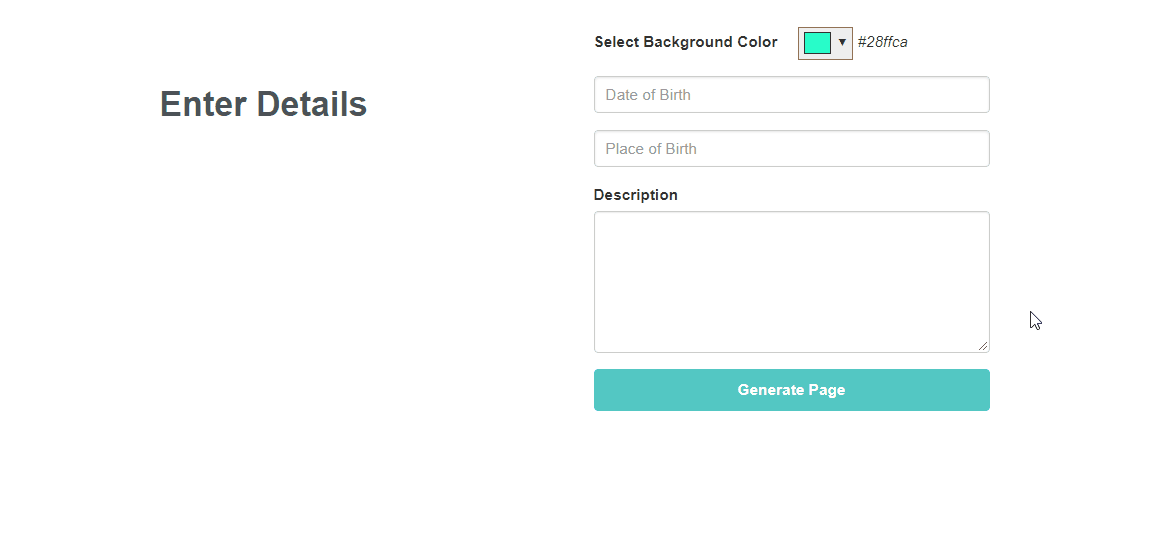 Select Background Color ▼ #28ffca
Enter Details
Date of Birth
Place of Birth
Description
Generate Page